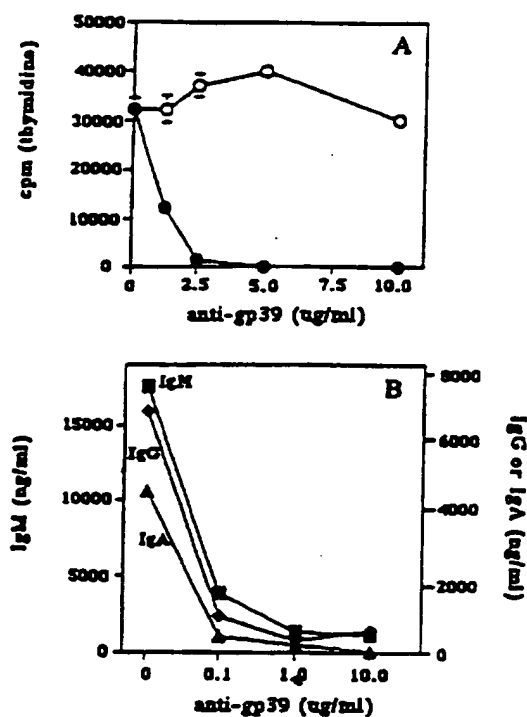 A
50000
40000
30000
20000
10000
0
cpm (thymidine)
0 2.5 5.0 7.5 10.0
anti-gp39 (ug/ml)
B
15000
10000
5000
0
IgM (ng/ml)
IgM
IgG
IgA
8000
6000
4000
2000
0
IgG or IgA (ng/ml)
0 0.1 1.0 10.0
anti-gp39 (ug/ml)